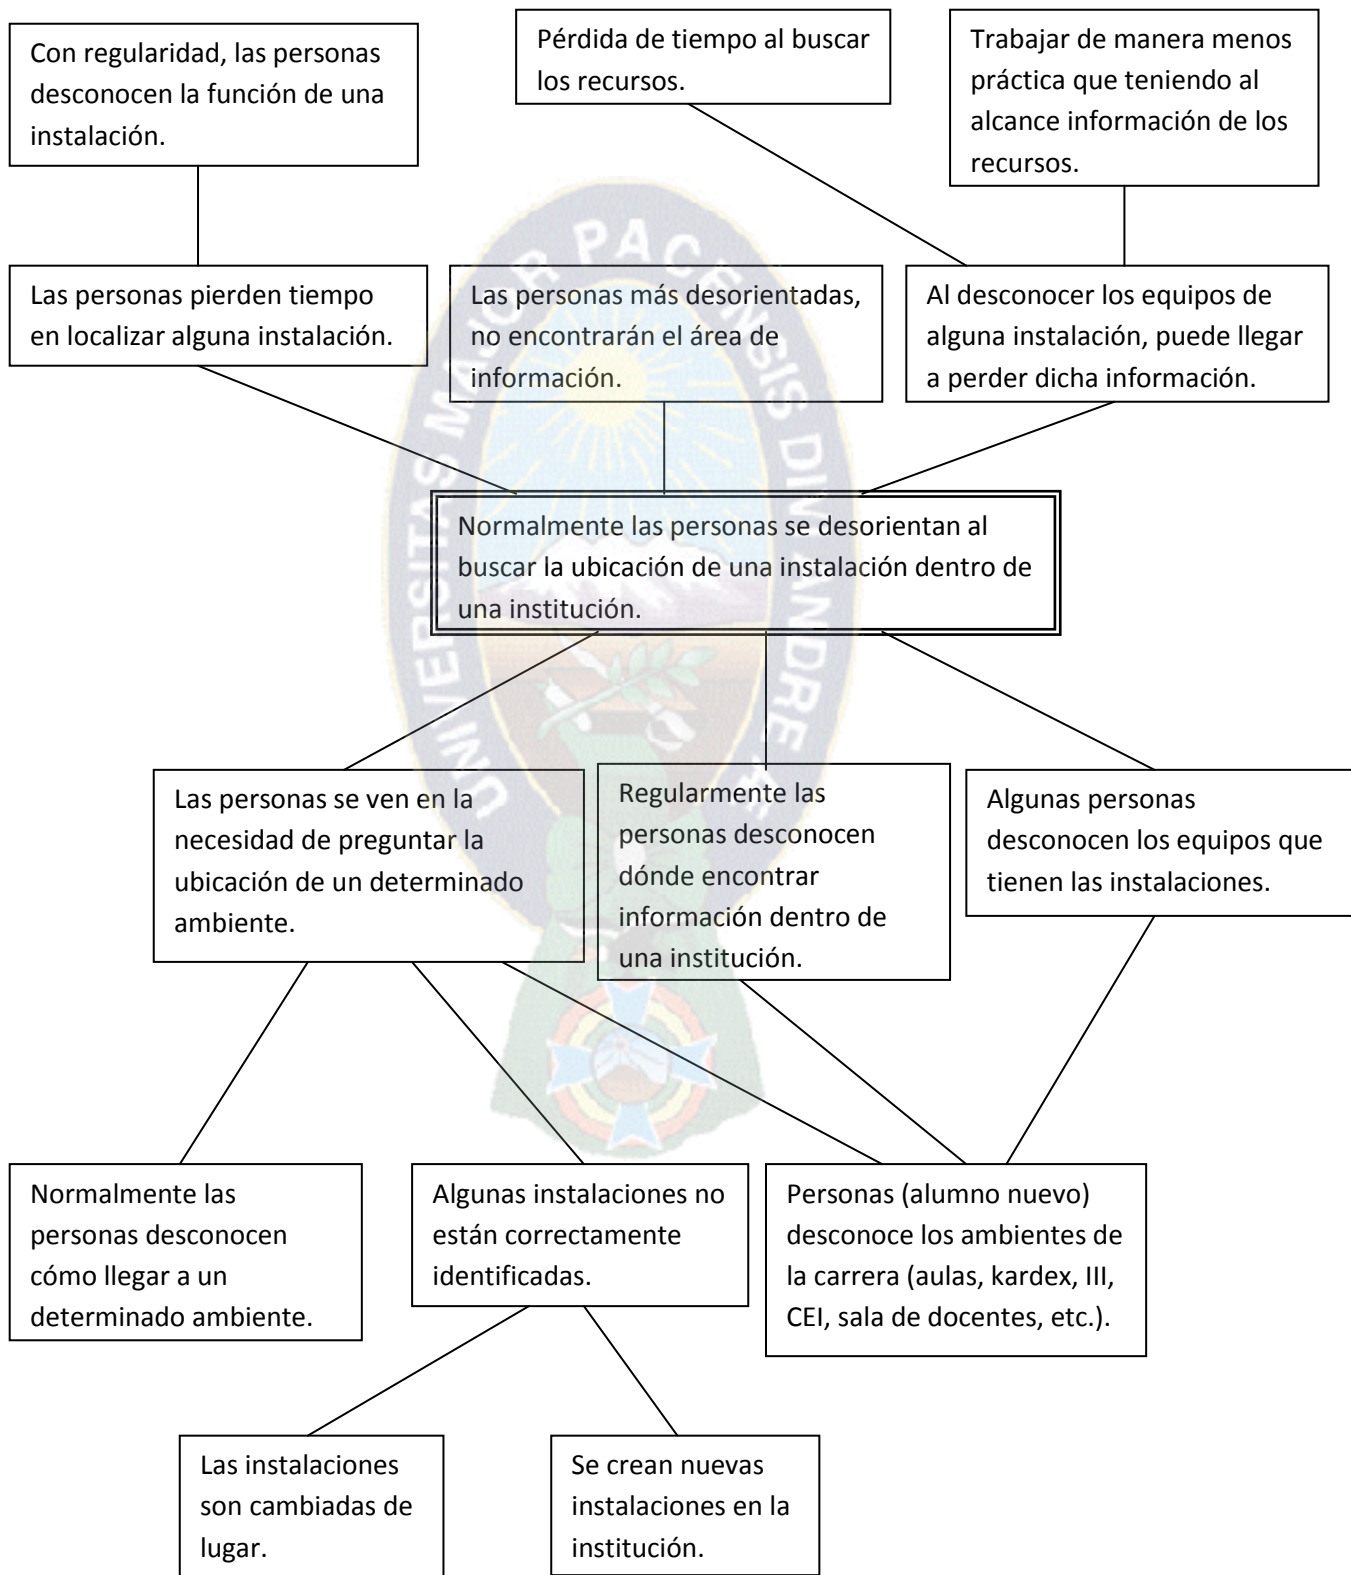 Con regularidad, las personas
desconocen la función de una
instalación.
Pérdida de tiempo al buscar
los recursos.
Trabajar de manera menos
práctica que teniendo al
alcance información de los
recursos.
Las personas pierden tiempo
en localizar alguna instalación.
Las personas más desorientadas,
no encontrarán el área de
información.
Al desconocer los equipos de
alguna instalación, puede llegar
a perder dicha información.
Normalmente las personas se desorientan al
buscar la ubicación de una instalación dentro de
una institución.
Las personas se ven en la
necesidad de preguntar la
ubicación de un determinado
ambiente.
Regularmente las
personas desconocen
dónde encontrar
información dentro de
una institución.
Algunas personas
desconocen los equipos que
tienen las instalaciones.
Normalmente las
personas desconocen
cómo llegar a un
determinado ambiente.
Algunas instalaciones no
están correctamente
identificadas.
Personas (alumno nuevo)
desconoce los ambientes de
la carrera (aulas, kardex, III,
CEI, sala de docentes, etc.).
Las instalaciones
son cambiadas de
lugar.
Se crean nuevas
instalaciones en la
institución.
UNIVERSITAS MAJOR PACENSIS DIVI ANDRE Æ